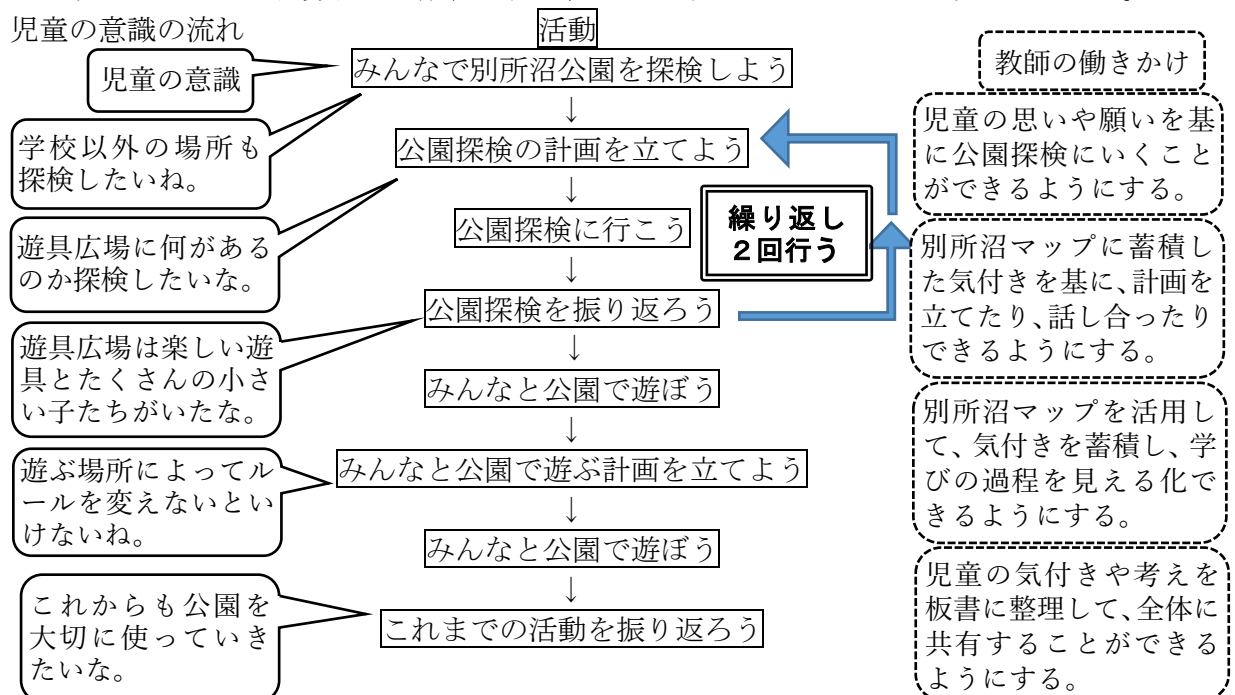 児童の意識の流れ
活動
児童の意識
みんなで別所沼公園を探検しよう
教師の働きかけ
↓
学校以外の場所も
探検したいね。
公園探検の計画を立てよう
児童の思いや願いを基
に公園探検にいくこと
ができるようにする。
↓
遊具広場に何がある
のか探検したいな。
公園探検に行こう
繰り返し
2回行う
↓
別所沼マップに蓄積し
た気付きを基に、計画を
立てたり、話し合ったり
できるようにする。
公園探検を振り返ろう
遊具広場は楽しい遊
具とたくさんの小さ
い子たちがいたな。
↓
みんなと公園で遊ぼう
↓
別所沼マップを活用し
て、気付きを蓄積し、学
びの過程を見える化で
きるようにする。
遊ぶ場所によってル
ールを変えないとい
けないね。
みんなと公園で遊ぶ計画を立てよう
↓
みんなと公園で遊ぼう
↓
これからも公園を
大切に使っていき
たいな。
これまでの活動を振り返ろう
児童の気付きや考えを
板書に整理して、全体に
共有することができる
ようにする。